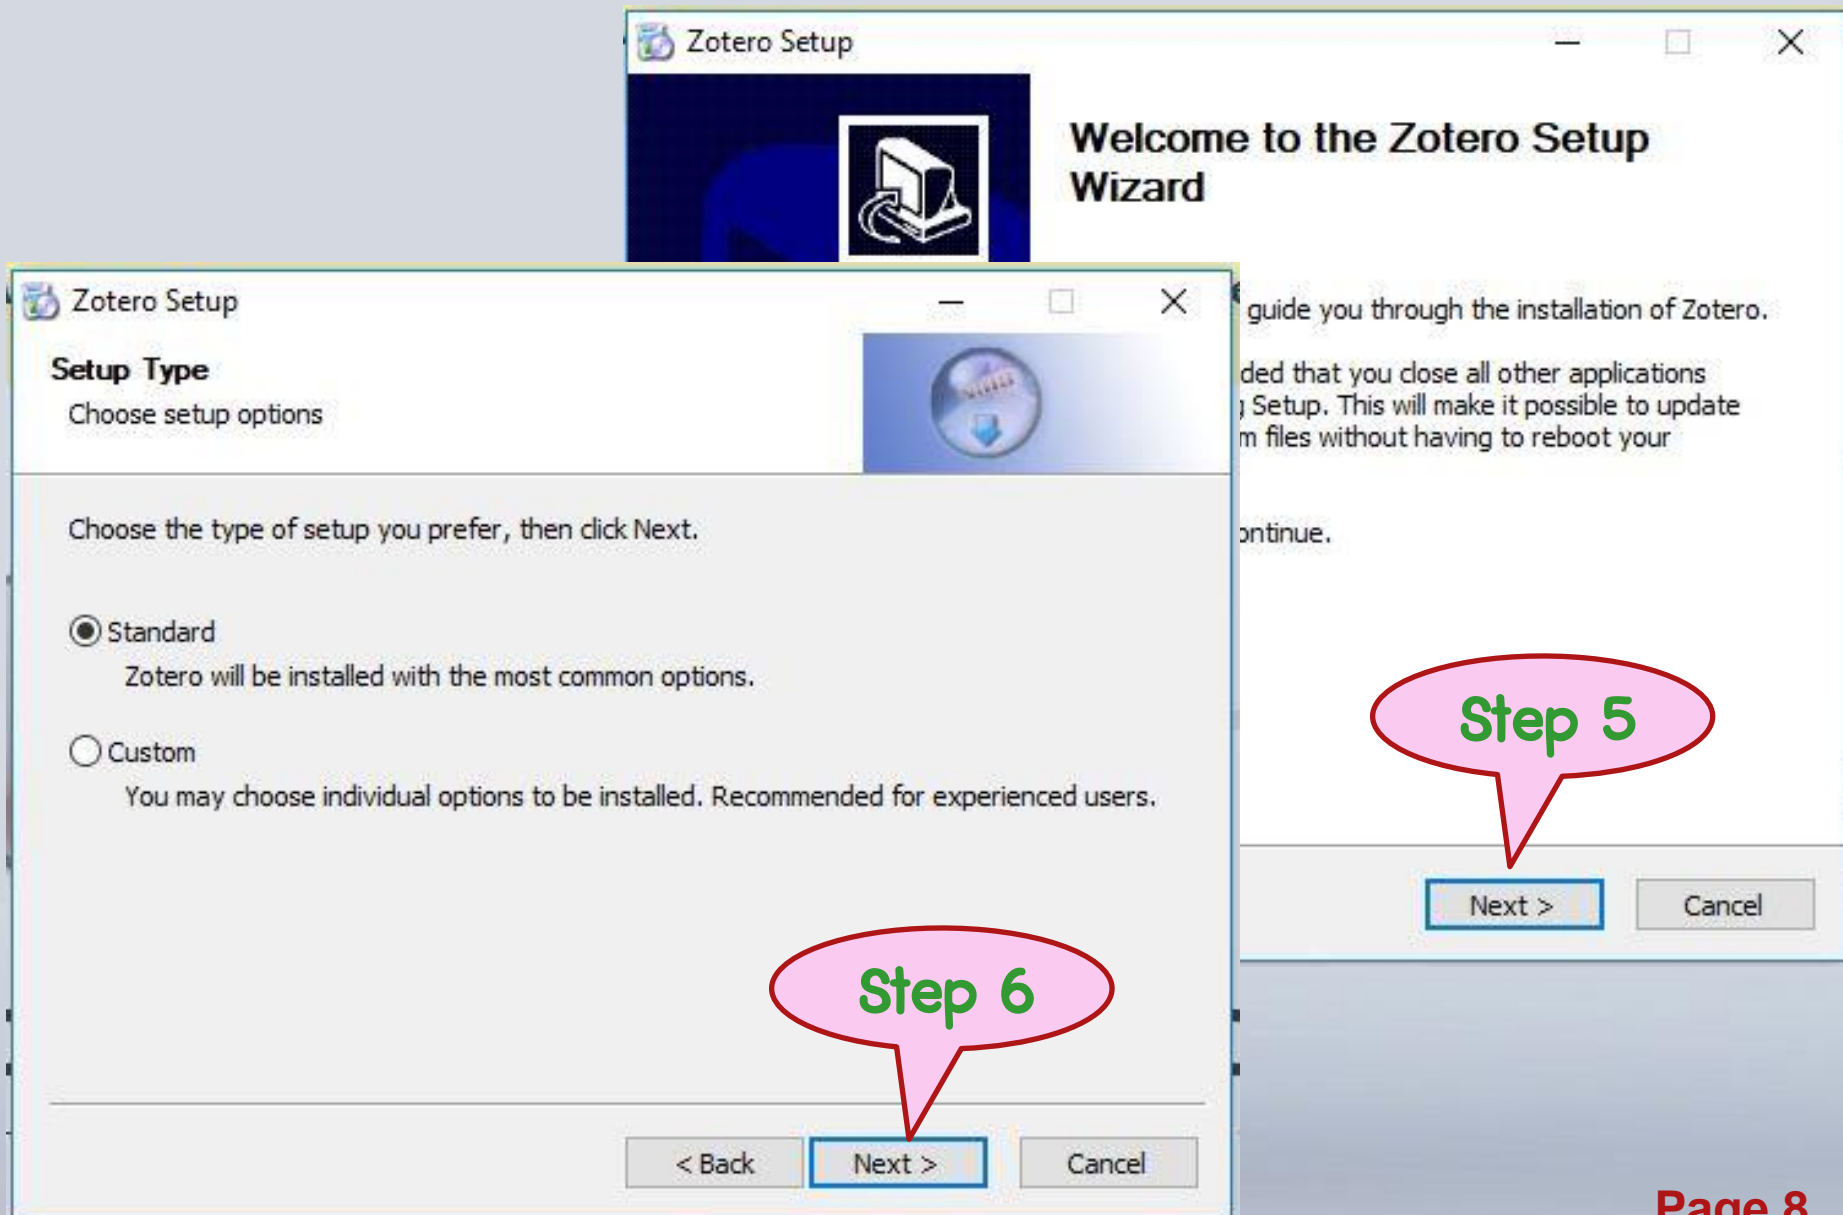 Zotero Setup
Welcome to the Zotero Setup
Wizard
guide you through the installation of Zotero.
that you close all other applications
Setup. This will make it possible to update
files without having to reboot your
Step 5
Next >
Cancel
Zotero Setup
Setup Type
Choose setup options
Choose the type of setup you prefer, then click Next.
Standard
Zotero will be installed with the most common options.
Custom
You may choose individual options to be installed. Recommended for experienced users.
Step 6
< Back
Next >
Cancel
Page 8